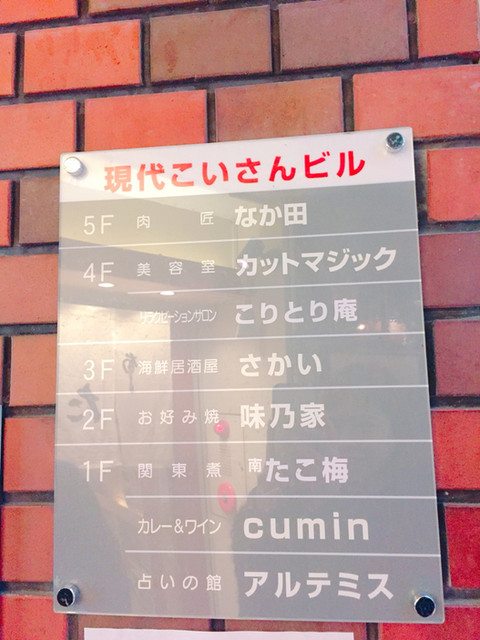 現代こいさんビル
5F 肉匠 なか田
4F 美容室 カットマジック
リラクゼーションサロン こりとり庵
3F 海鮮居酒屋 さかい
2F お好み焼 味乃家
1F 関東煮 南たこ梅
カレー&ワイン cumin
占いの館 アルテミス